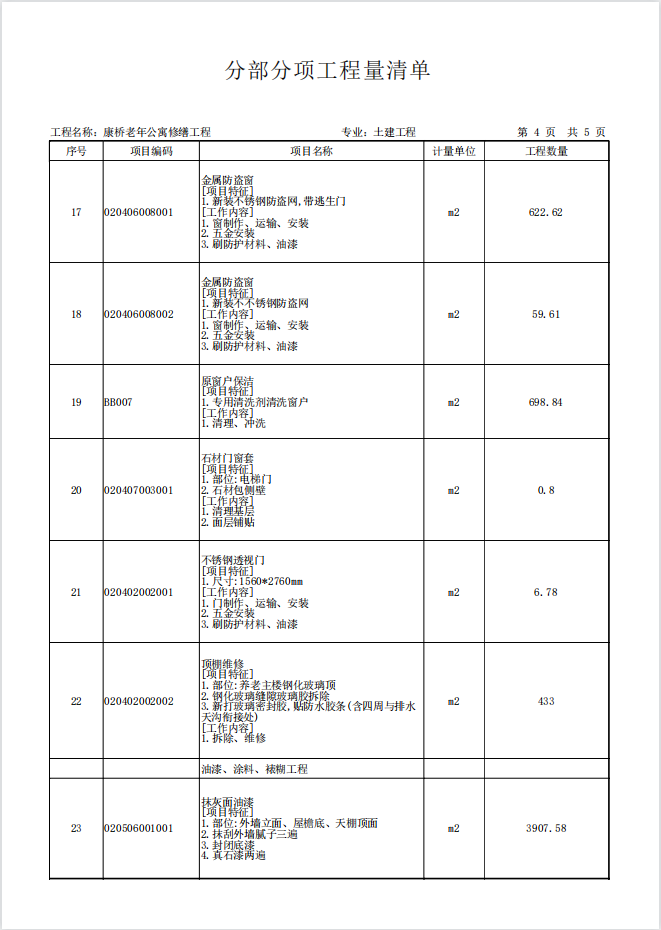 分部分项工程量清单
工程名称：康桥老年公寓修缮工程 专业：土建工程 第 4 页 共 5 页
序号 项目编码 项目名称 计量单位 工程数量
17 020406008001 金属防盗窗
[项目特征]
1.新装不锈钢防盗网,带逃生门
[工作内容]
1.窗制作、运输、安装
2.五金安装
3.刷防护材料、油漆
m2 622.62
18 020406008002 金属防盗窗
[项目特征]
1.新装不不锈钢防盗网
[工作内容]
1.窗制作、运输、安装
2.五金安装
3.刷防护材料、油漆
m2 59.61
19 BB007 原窗户保洁
[项目特征]
1.专用清洗剂清洗窗户
[工作内容]
1.清理、冲洗
m2 698.84
20 020407003001 石材门窗套
[项目特征]
1.部位:电梯门
2.石材包侧壁
[工作内容]
1.清理基层
2.面层铺贴
m2 0.8
21 020402002001 不锈钢透视门
[项目特征]
1.尺寸:1560*2760mm
[工作内容]
1.门制作、运输、安装
2.五金安装
3.刷防护材料、油漆
m2 6.78
22 020402002002 顶棚维修
[项目特征]
1.部位:养老主楼钢化玻璃顶
2.钢化玻璃缝隙玻璃胶拆除
3.新打玻璃密封胶,贴防水胶条(含四周与排水
天沟衔接处)
[工作内容]
1.拆除、维修
m2 433
油漆、涂料、裱糊工程
23 020506001001 抹灰面油漆
[项目特征]
1.部位:外墙立面、屋檐底、天棚顶面
2.抹刮外墙腻子三遍
3.封闭底漆
4.真石漆两遍
m2 3907.58